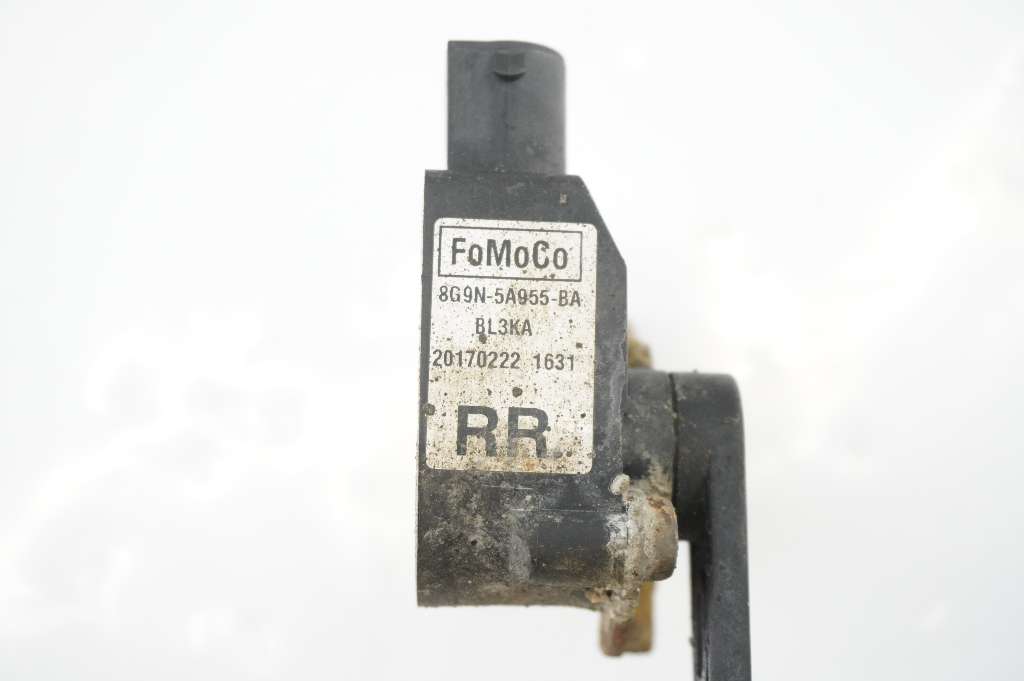 FoMoCo
8G9N-5A955-BA
BL3KA
20170222 1631
RR